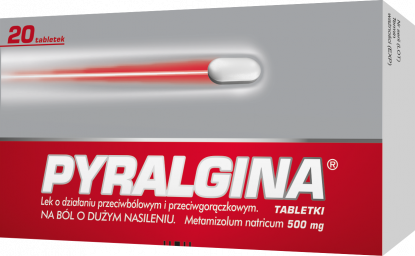 20 tabletek
PYRALGINA®
Lek o działaniu przeciwbólowym i przeciwgorączkowym.
TABLETKI
NA BÓL O DUŻYM NASILENIU. Metamizolum natricum 500 mg